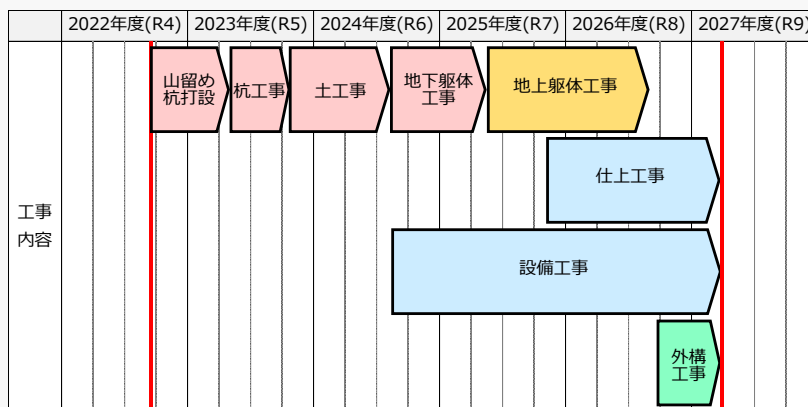 2022年度(R4) 2023年度(R5) 2024年度(R6) 2025年度(R7) 2026年度(R8) 2027年度(R9)
工事
内容
山留め
杭打設
杭工事
土工事
地下躯体
工事
地上躯体工事
仕上工事
設備工事
外構
工事